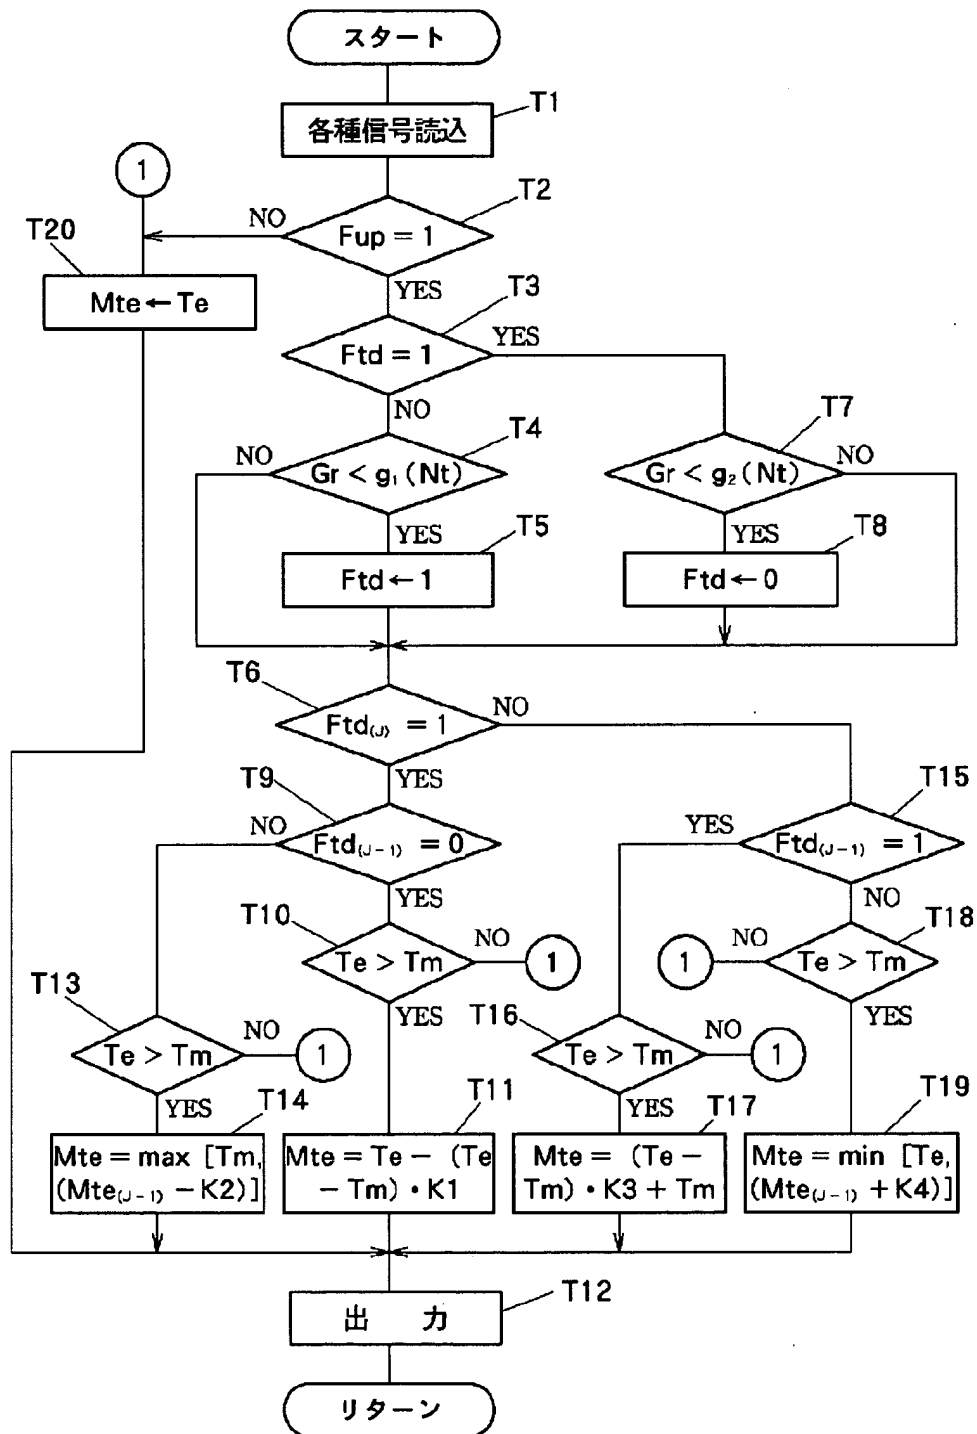 スタート
T1
各種信号読込
1
T2
NO
Fup = 1
T20
YES
Mte ← Te
T3
YES
Ftd = 1
NO
T4
T7
NO
Gr < g₁ (Nt)
Gr < g₂ (Nt)
NO
YES
T5
YES
T8
Ftd ← 1
Ftd ← 0
T6
NO
Ftd₍J₎ = 1
YES
T9
T15
NO
YES
Ftd₍J₋₁₎ = 0
Ftd₍J₋₁₎ = 1
YES
NO
T10
T18
NO
NO
Te > Tm
1
1
Te > Tm
T13
YES
T16
YES
NO
NO
Te > Tm
1
Te > Tm
1
YES
T14
T11
YES
T17
T19
Mte = max [Tm,
(Mte₍J₋₁₎ − K2)]
Mte = Te − (Te
− Tm) · K1
Mte = (Te −
Tm) · K3 + Tm
Mte = min [Te,
(Mte₍J₋₁₎ + K4)]
T12
出 力
リターン